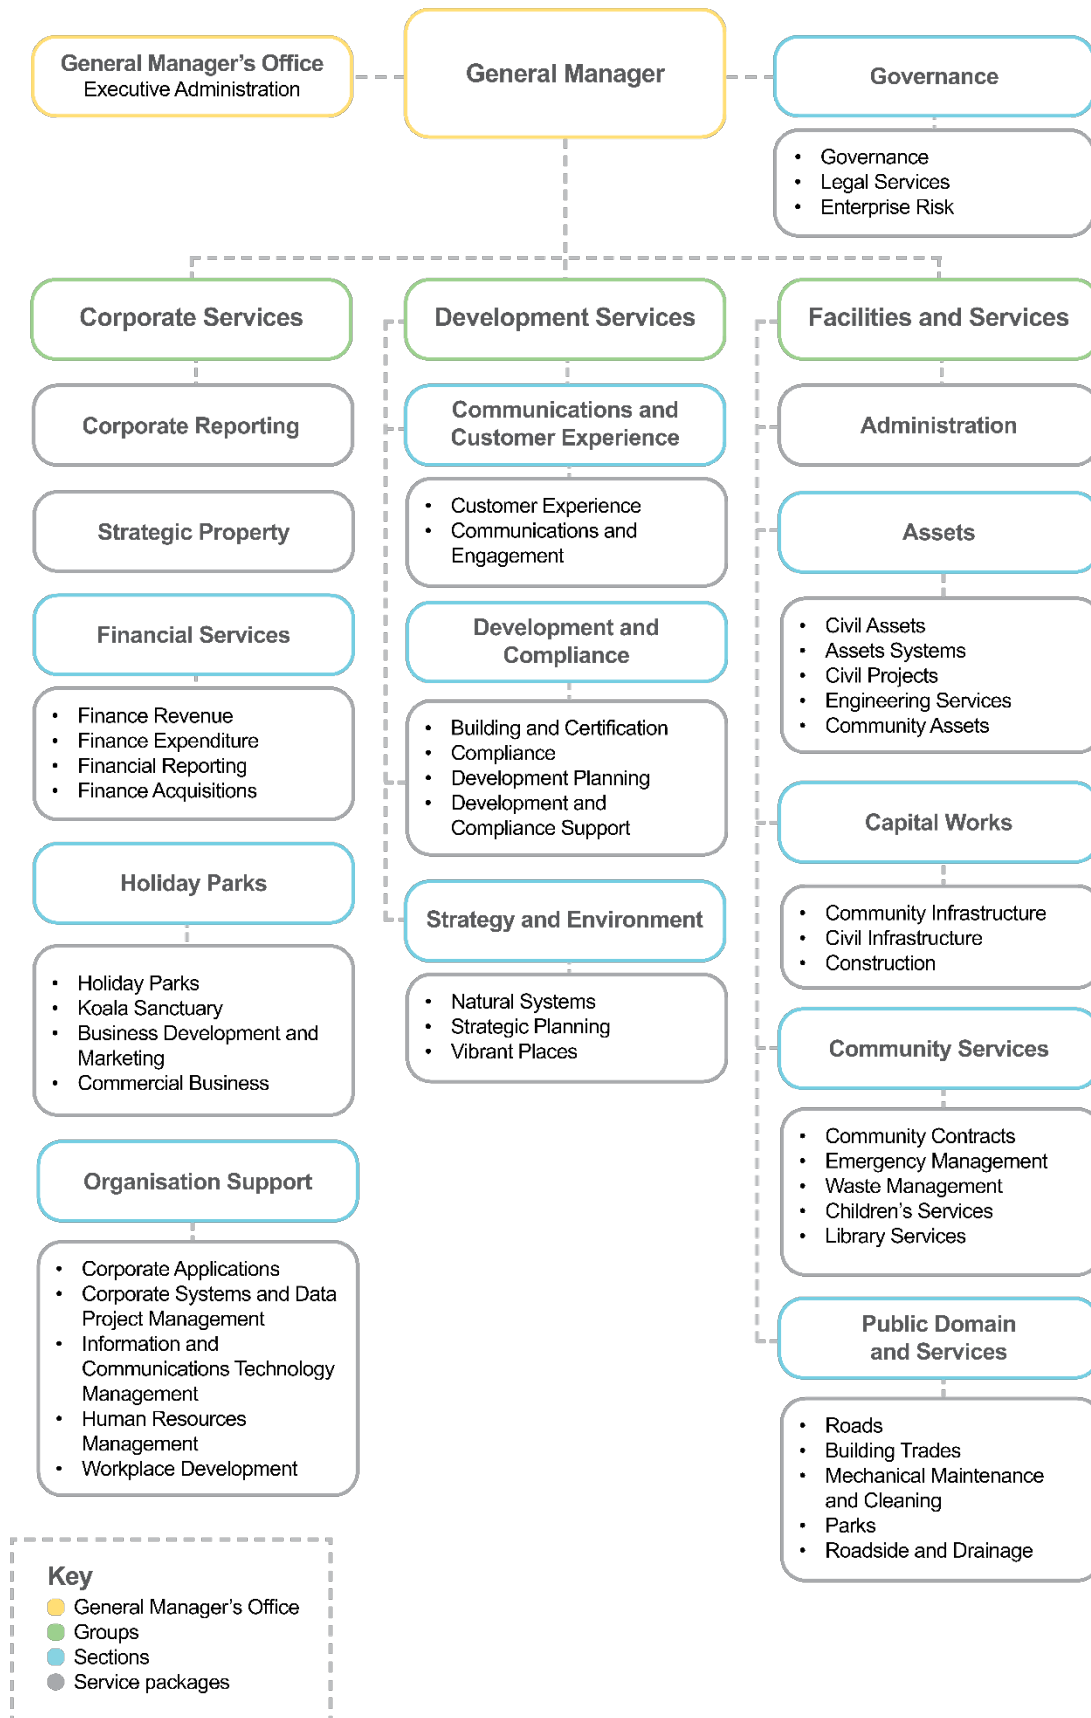 General Manager's Office
Executive Administration
General Manager
Governance
• Governance
• Legal Services
• Enterprise Risk
Corporate Services
Corporate Reporting
Strategic Property
Financial Services
• Finance Revenue
• Finance Expenditure
• Financial Reporting
• Finance Acquisitions
Holiday Parks
• Holiday Parks
• Koala Sanctuary
• Business Development and
Marketing
• Commercial Business
Organisation Support
• Corporate Applications
• Corporate Systems and Data
Project Management
• Information and
Communications Technology
Management
• Human Resources
Management
• Workplace Development
Development Services
Communications and
Customer Experience
• Customer Experience
• Communications and
Engagement
Development and
Compliance
• Building and Certification
• Compliance
• Development Planning
• Development and
Compliance Support
Strategy and Environment
• Natural Systems
• Strategic Planning
• Vibrant Places
Facilities and Services
Administration
Assets
• Civil Assets
• Assets Systems
• Civil Projects
• Engineering Services
• Community Assets
Capital Works
• Community Infrastructure
• Civil Infrastructure
• Construction
Community Services
• Community Contracts
• Emergency Management
• Waste Management
• Children's Services
• Library Services
Public Domain
and Services
• Roads
• Building Trades
• Mechanical Maintenance
and Cleaning
• Parks
• Roadside and Drainage
Key
General Manager's Office
Groups
Sections
Service packages